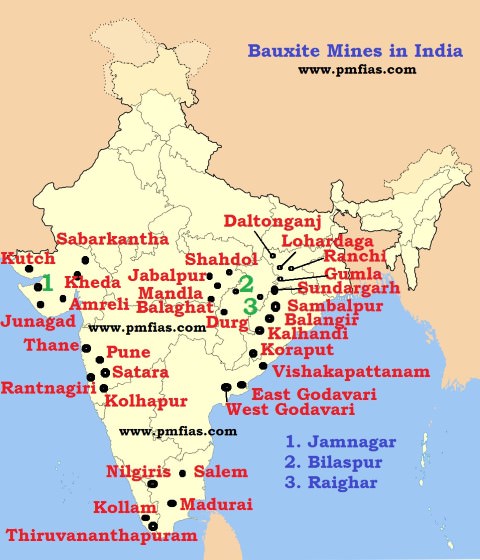 Bauxite Mines in India
www.pmfias.com
Daltonganj
Lohardaga
Sabarkantha
Ranchi
Kutch
Shahdol
Gumla
Jabalpur
1
Kheda
2
Sundargarh
Mandla
Amreli
Balaghat
3
Sambalpur
Junagad
Durg
Balangir
www.pmfias.com
Kalhandi
Thane
Pune
Koraput
Satara
Vishakapattanam
Rantnagiri
East Godavari
Kolhapur
West Godavari
www.pmfias.com
1. Jamnagar
2. Bilaspur
3. Raighar
Nilgiris
Salem
Kollam
Madurai
Thiruvananthapuram